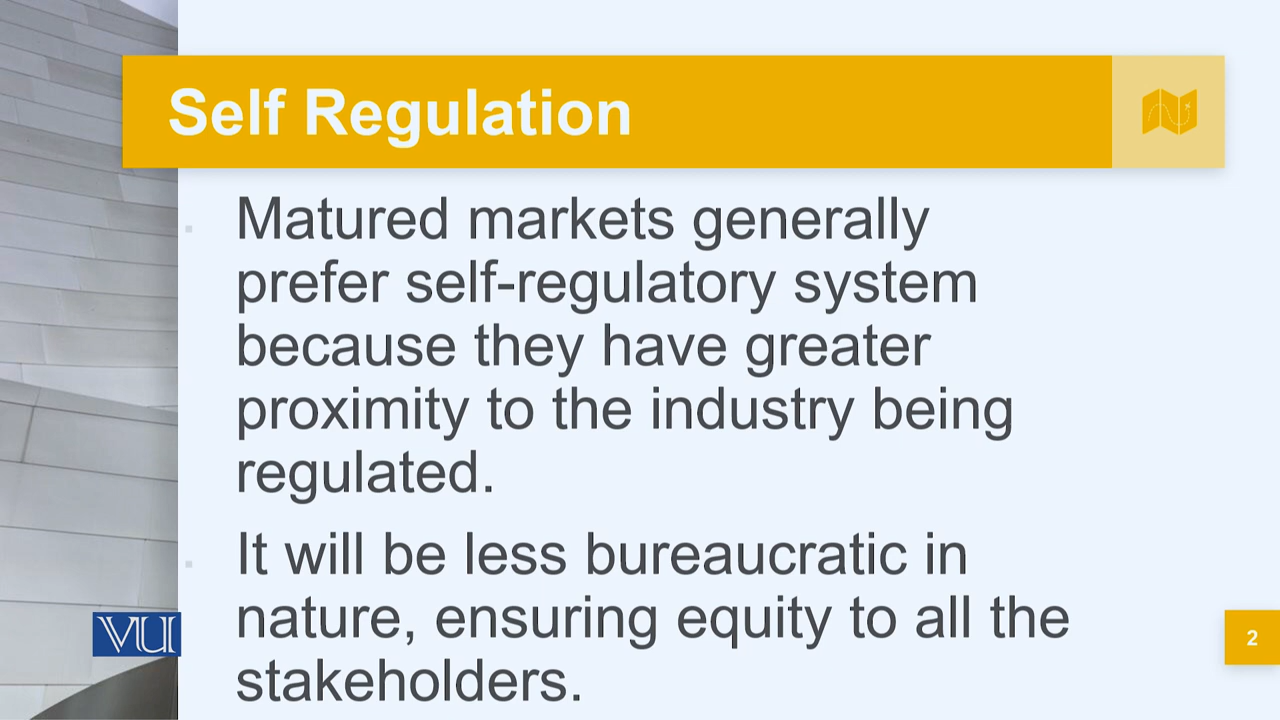 Self Regulation
Matured markets generally
prefer self-regulatory system
because they have greater
proximity to the industry being
regulated.
It will be less bureaucratic in
nature, ensuring equity to all the
stakeholders.
VU
2